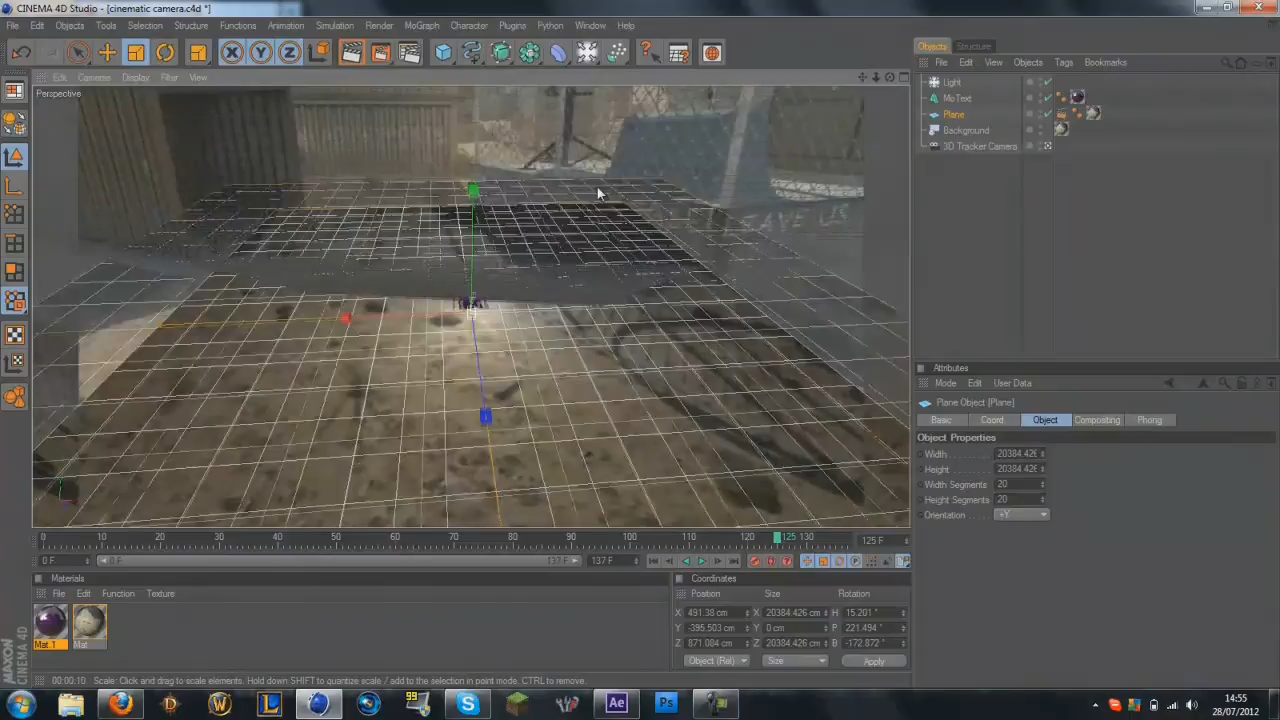 CINEMA 4D Studio - [cinematic camera.c4d *]
File Edit Objects Tools Selection Structure Functions Animation Simulation Render MoGraph Character Plugins Python Window Help
Edit Cameras Display Filter View
Perspective
SAVE US
0 10 20 30 40 50 60 70 80 90 100 110 120 125 130
125 F
0 F
0 F
137 F
137 F
Materials
File Edit Function Texture
Mat.1
Mat
Coordinates
Position Size Rotation
X 491.38 cm X 20384.426 cm H 15.201 °
Y -395.503 cm Y 0 cm P 221.494 °
Z 871.084 cm Z 20384.426 cm B -172.872 °
Object (Rel) Size Apply
MAXON
CINEMA 4D
00:00:10 Scale: Click and drag to scale elements. Hold down SHIFT to quantize scale / add to the selection in point mode, CTRL to remove.
Objects Structure
File Edit View Objects Tags Bookmarks
Light
MoText
Plane
Background
3D Tracker Camera
Attributes
Mode Edit User Data
Plane Object [Plane]
Basic Coord Object Compositing Phong
Object Properties
Width 20384.426
Height 20384.426
Width Segments 20
Height Segments 20
Orientation +Y
99
Ae
Ps
14:55
28/07/2012